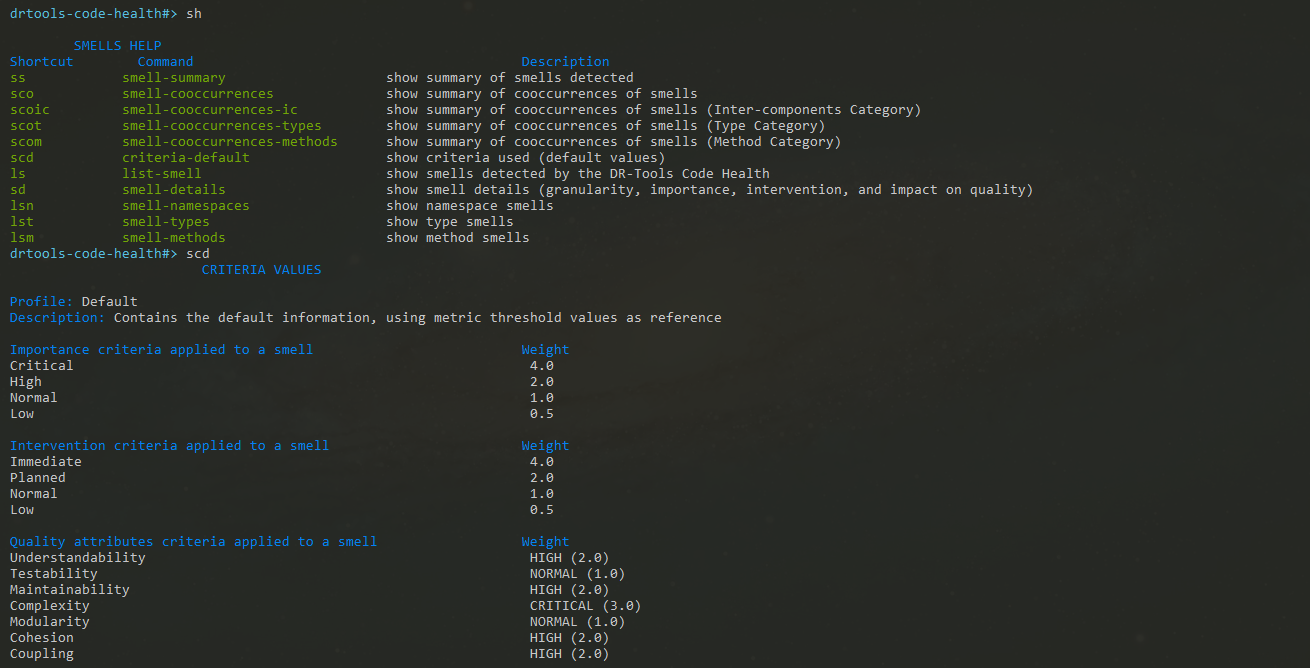 drtools-code-health#> sh
SMELLS HELP
Shortcut Command Description
ss smell-summary show summary of smells detected
sco smell-cooccurrences show summary of cooccurrences of smells
scoic smell-cooccurrences-ic show summary of cooccurrences of smells (Inter-components Category)
scot smell-cooccurrences-types show summary of cooccurrences of smells (Type Category)
scom smell-cooccurrences-methods show summary of cooccurrences of smells (Method Category)
scd criteria-default show criteria used (default values)
ls list-smell show smells detected by the DR-Tools Code Health
sd smell-details show smell details (granularity, importance, intervention, and impact on quality)
lsn smell-namespaces show namespace smells
lst smell-types show type smells
lsm smell-methods show method smells
drtools-code-health#> scd
CRITERIA VALUES
Profile: Default
Description: Contains the default information, using metric threshold values as reference
Importance criteria applied to a smell Weight
Critical 4.0
High 2.0
Normal 1.0
Low 0.5
Intervention criteria applied to a smell Weight
Immediate 4.0
Planned 2.0
Normal 1.0
Low 0.5
Quality attributes criteria applied to a smell Weight
Understandability HIGH (2.0)
Testability NORMAL (1.0)
Maintainability HIGH (2.0)
Complexity CRITICAL (3.0)
Modularity NORMAL (1.0)
Cohesion HIGH (2.0)
Coupling HIGH (2.0)